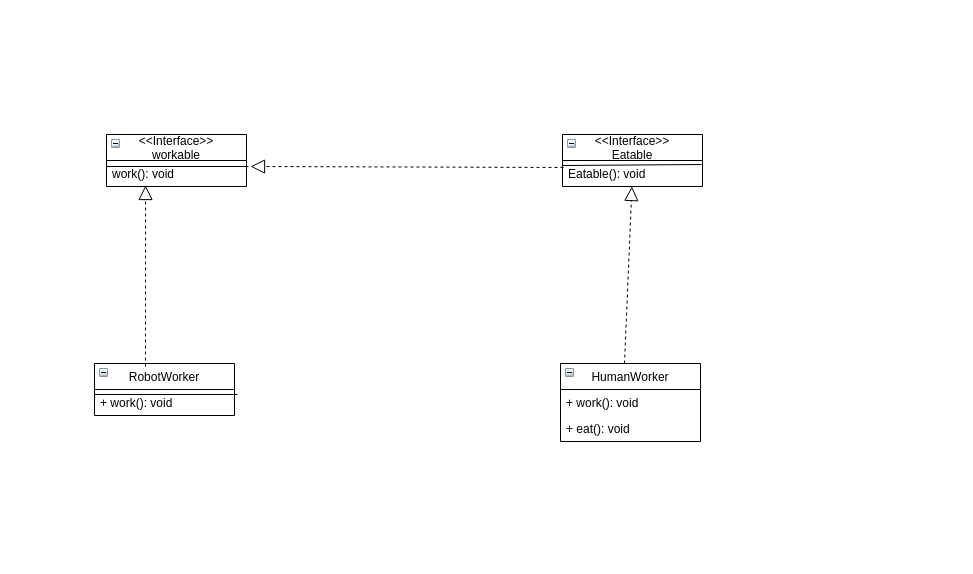 <<Interface>>
workable
work(): void
<<Interface>>
Eatable
Eatable(): void
RobotWorker
+ work(): void
HumanWorker
+ work(): void
+ eat(): void